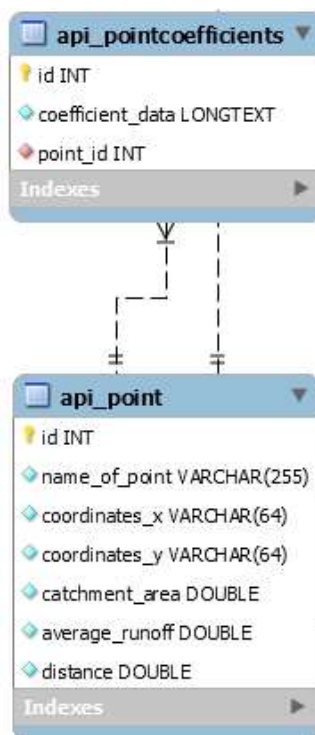 api_pointcoefficients
id INT
coefficient_data LONGTEXT
point_id INT
Indexes
api_point
id INT
name_of_point VARCHAR(255)
coordinates_x VARCHAR(64)
coordinates_y VARCHAR(64)
catchment_area DOUBLE
average_runoff DOUBLE
distance DOUBLE
Indexes